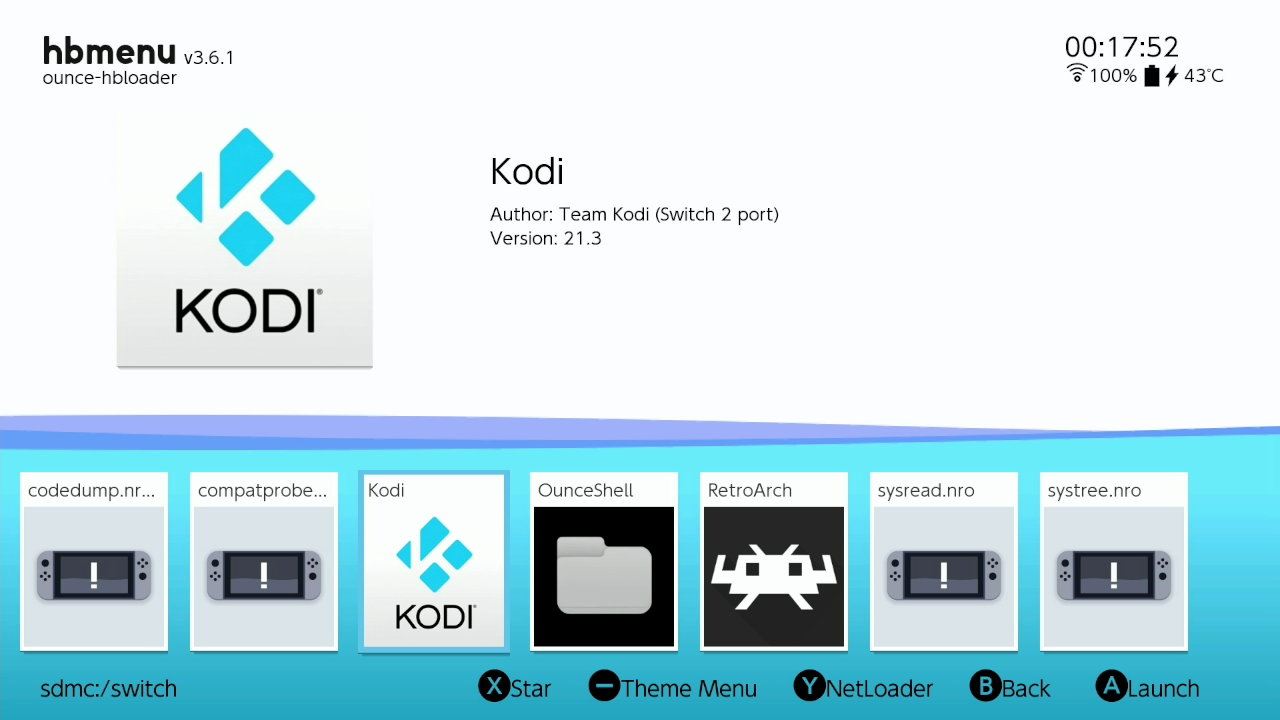 hbmenu v3.6.1
ounce-hbloader
00:17:52
100% 43°C
KODI®
Kodi
Author: Team Kodi (Switch 2 port)
Version: 21.3
codedump.nr...
compatprobe...
Kodi
KODI
OunceShell
RetroArch
sysread.nro
!
systree.nro
!
!
!
sdmc:/switch
X Star
− Theme Menu
Y NetLoader
B Back
A Launch